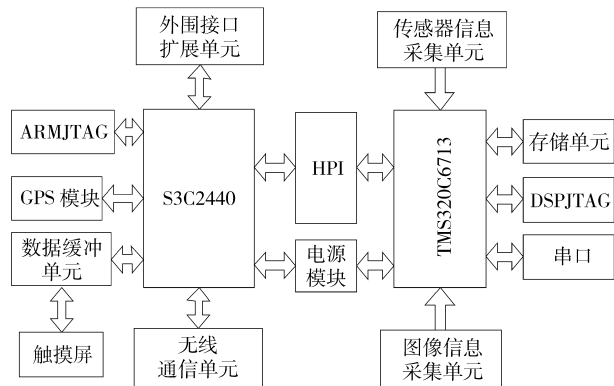 外围接口
扩展单元
传感器信息
采集单元
ARMJTAG
GPS 模块
数据缓冲
单元
触摸屏
S3C2440
HPI
电源
模块
TMS320C6713
存储单元
DSPJTAG
串口
无线
通信单元
图像信息
采集单元